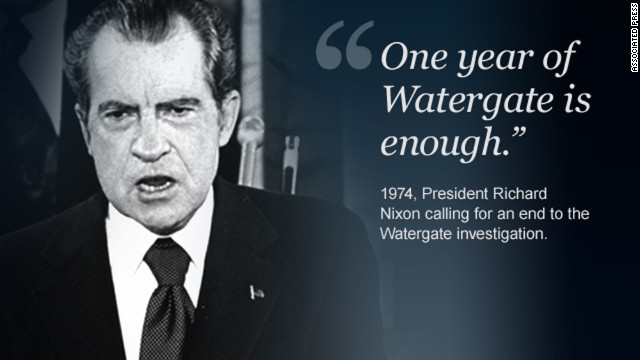 “One year of
Watergate is
enough.”
1974, President Richard
Nixon calling for an end to the
Watergate investigation.
ASSOCIATED PRESS